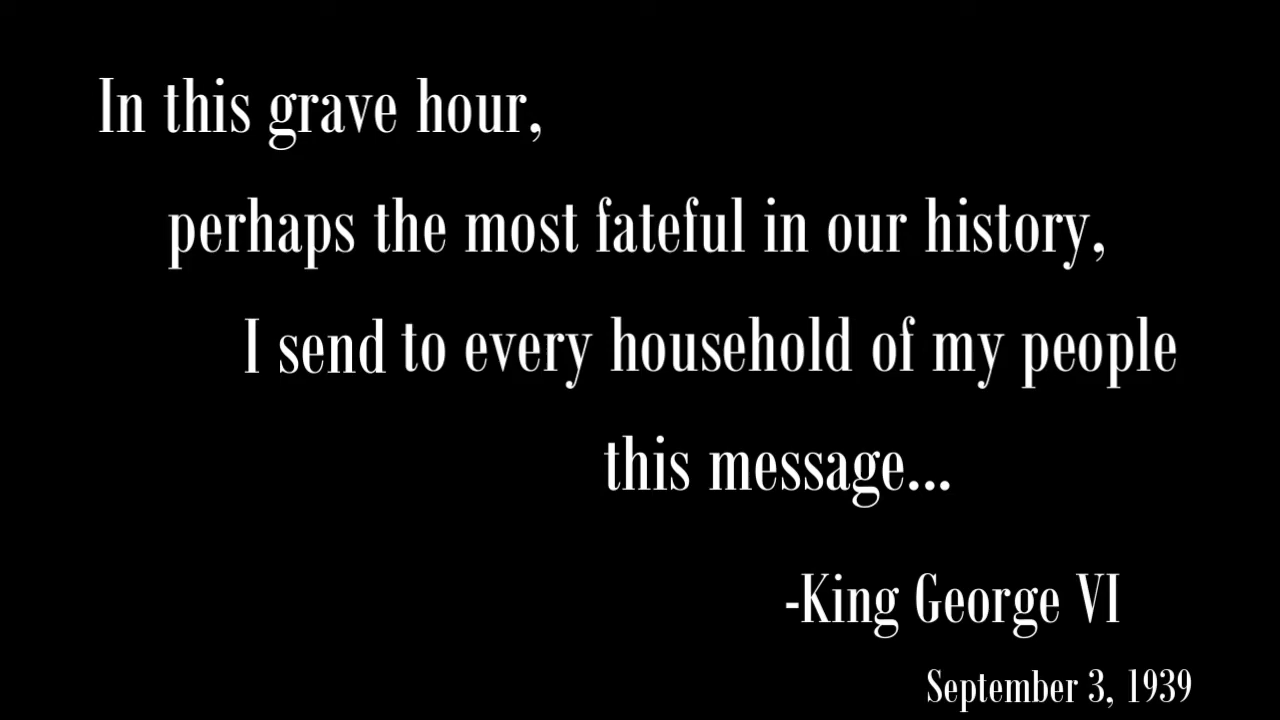 In this grave hour,
perhaps the most fateful in our history,
I send to every household of my people
this message...
-King George VI
September 3, 1939